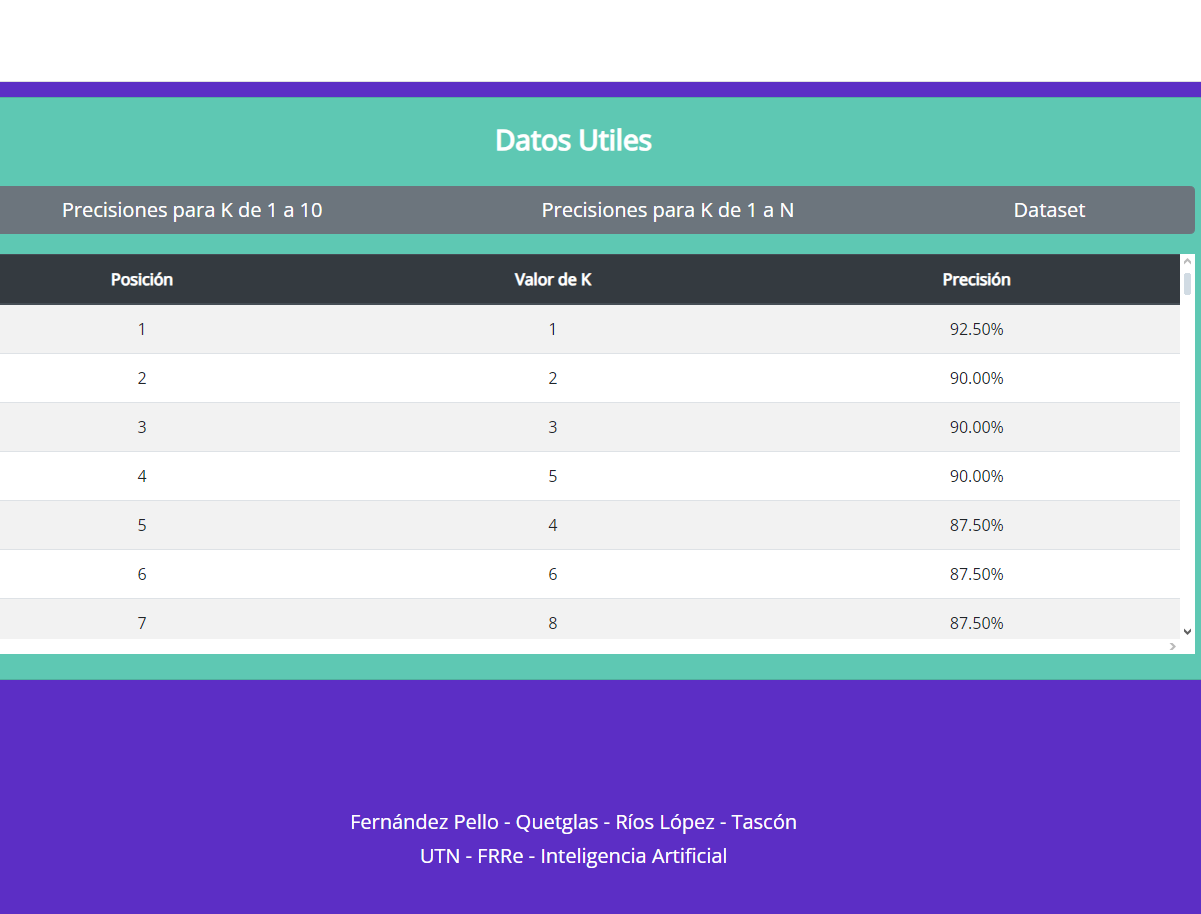 Datos Utiles
Precisiones para K de 1 a 10 Precisiones para K de 1 a N Dataset
Posición Valor de K Precisión
1 1 92.50%
2 2 90.00%
3 3 90.00%
4 5 90.00%
5 4 87.50%
6 6 87.50%
7 8 87.50%
Fernández Pello - Quetglas - Ríos López - Tascón
UTN - FRRe - Inteligencia Artificial